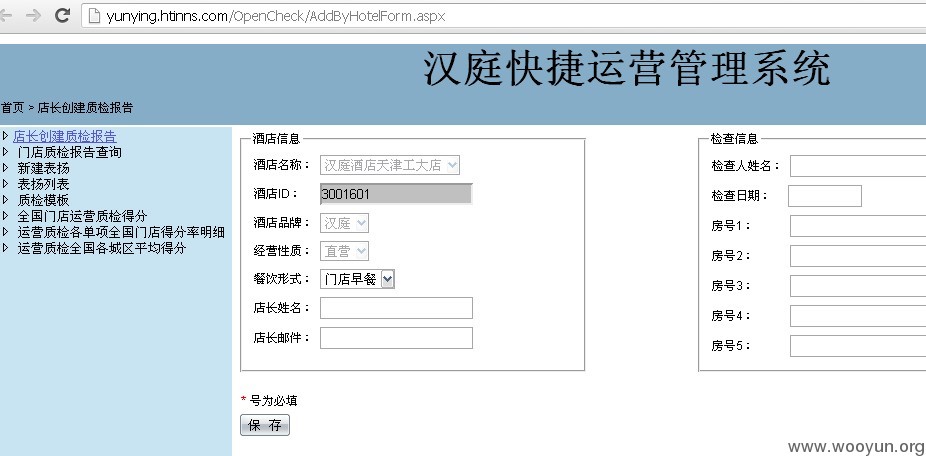 yunying.htinns.com/OpenCheck/AddByHotelForm.aspx
汉庭快捷运营管理系统
首页 > 店长创建质检报告
店长创建质检报告
门店质检报告查询
新建表扬
表扬列表
质检模板
全国门店运营质检得分
运营质检各单项全国门店得分率明细
运营质检全国各城区平均得分
酒店信息
酒店名称： 汉庭酒店天津工大店
酒店ID： 3001601
酒店品牌： 汉庭
经营性质： 直营
餐饮形式： 门店早餐
店长姓名：
店长邮件：
检查信息
检查人姓名：
检查日期：
房号1：
房号2：
房号3：
房号4：
房号5：
* 号为必填
保 存
www.wooyun.org